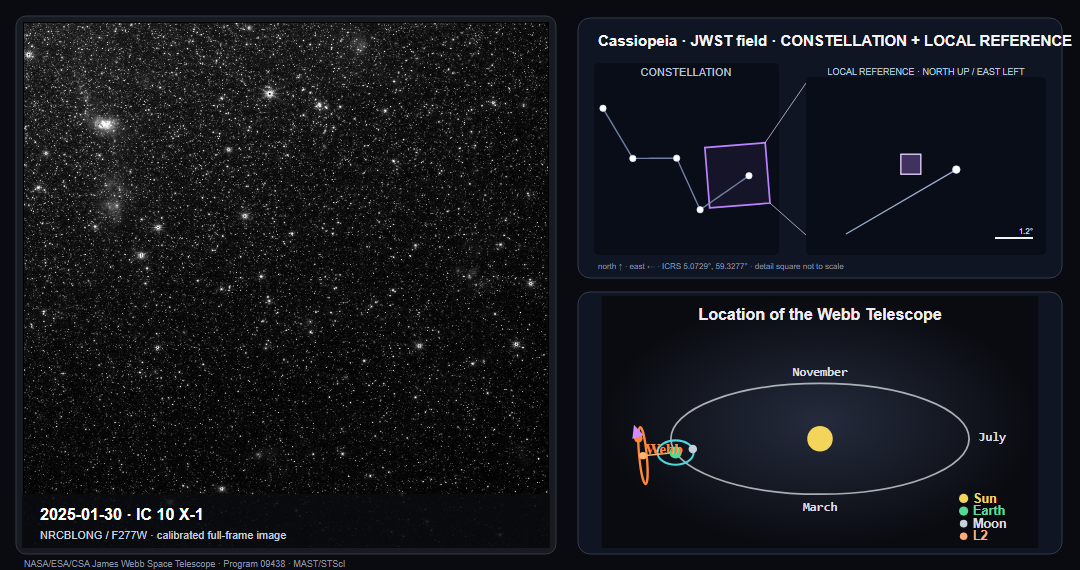 2025-01-30 · IC 10 X-1
NRCBLONG / F277W · calibrated full-frame image
NASA/ESA/CSA James Webb Space Telescope · Program 09438 · MAST/STScI
Cassiopeia · JWST field · CONSTELLATION + LOCAL REFERENCE
CONSTELLATION
LOCAL REFERENCE · NORTH UP / EAST LEFT
1.2°
north ↑ · east ← · ICRS 5.0729°, 59.3277° · detail square not to scale
Location of the Webb Telescope
November
July
Webb
March
Sun
Earth
Moon
L2